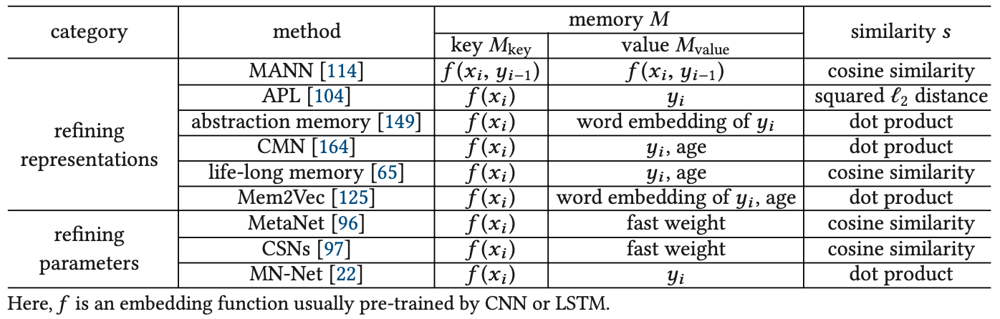 category method memory M similarity s
key M_key value M_value
refining representations
MANN [114] f(x_i, y_{i−1}) f(x_i, y_{i−1}) cosine similarity
APL [104] f(x_i) y_i squared ℓ_2 distance
abstraction memory [149] f(x_i) word embedding of y_i dot product
CMN [164] f(x_i) y_i, age dot product
life-long memory [65] f(x_i) y_i, age cosine similarity
Mem2Vec [125] f(x_i) word embedding of y_i, age dot product
refining parameters
MetaNet [96] f(x_i) fast weight cosine similarity
CSNs [97] f(x_i) fast weight cosine similarity
MN-Net [22] f(x_i) y_i dot product
Here, f is an embedding function usually pre-trained by CNN or LSTM.